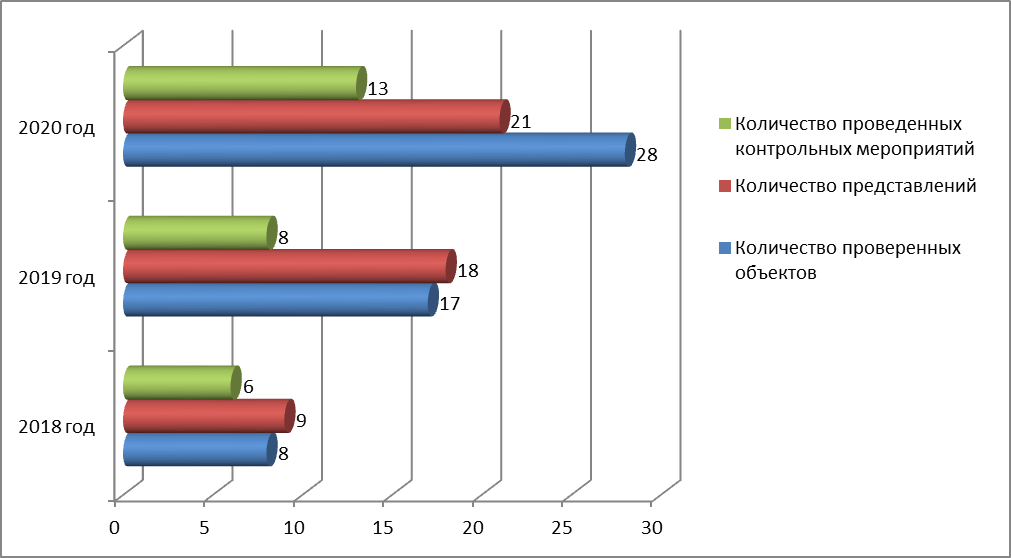 2020 год
13
21
28
2019 год
8
18
17
2018 год
6
9
8
0 5 10 15 20 25 30
Количество проведенных
контрольных мероприятий
Количество представлений
Количество проверенных
объектов